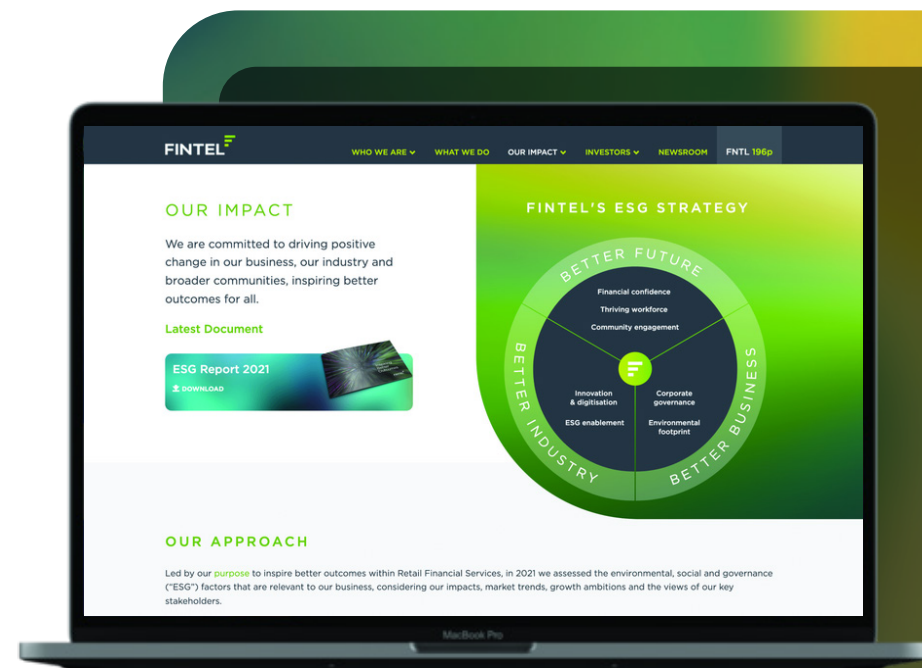 FINTEL
WHO WE ARE
WHAT WE DO
OUR IMPACT
INVESTORS
NEWSROOM
FNTL 196p
OUR IMPACT
We are committed to driving positive
change in our business, our industry and
broader communities, inspiring better
outcomes for all.
Latest Document
ESG Report 2021
DOWNLOAD
FINTEL'S ESG STRATEGY
BETTER FUTURE
Financial confidence
Thriving workforce
Community engagement
BETTER INDUSTRY
Innovation
& digitisation
ESG enablement
BETTER BUSINESS
Corporate
governance
Environmental
footprint
OUR APPROACH
Led by our purpose to inspire better outcomes within Retail Financial Services, in 2021 we assessed the environmental, social and governance
("ESG") factors that are relevant to our business, considering our impacts, market trends, growth ambitions and the views of our key
stakeholders.
MacBook Pro